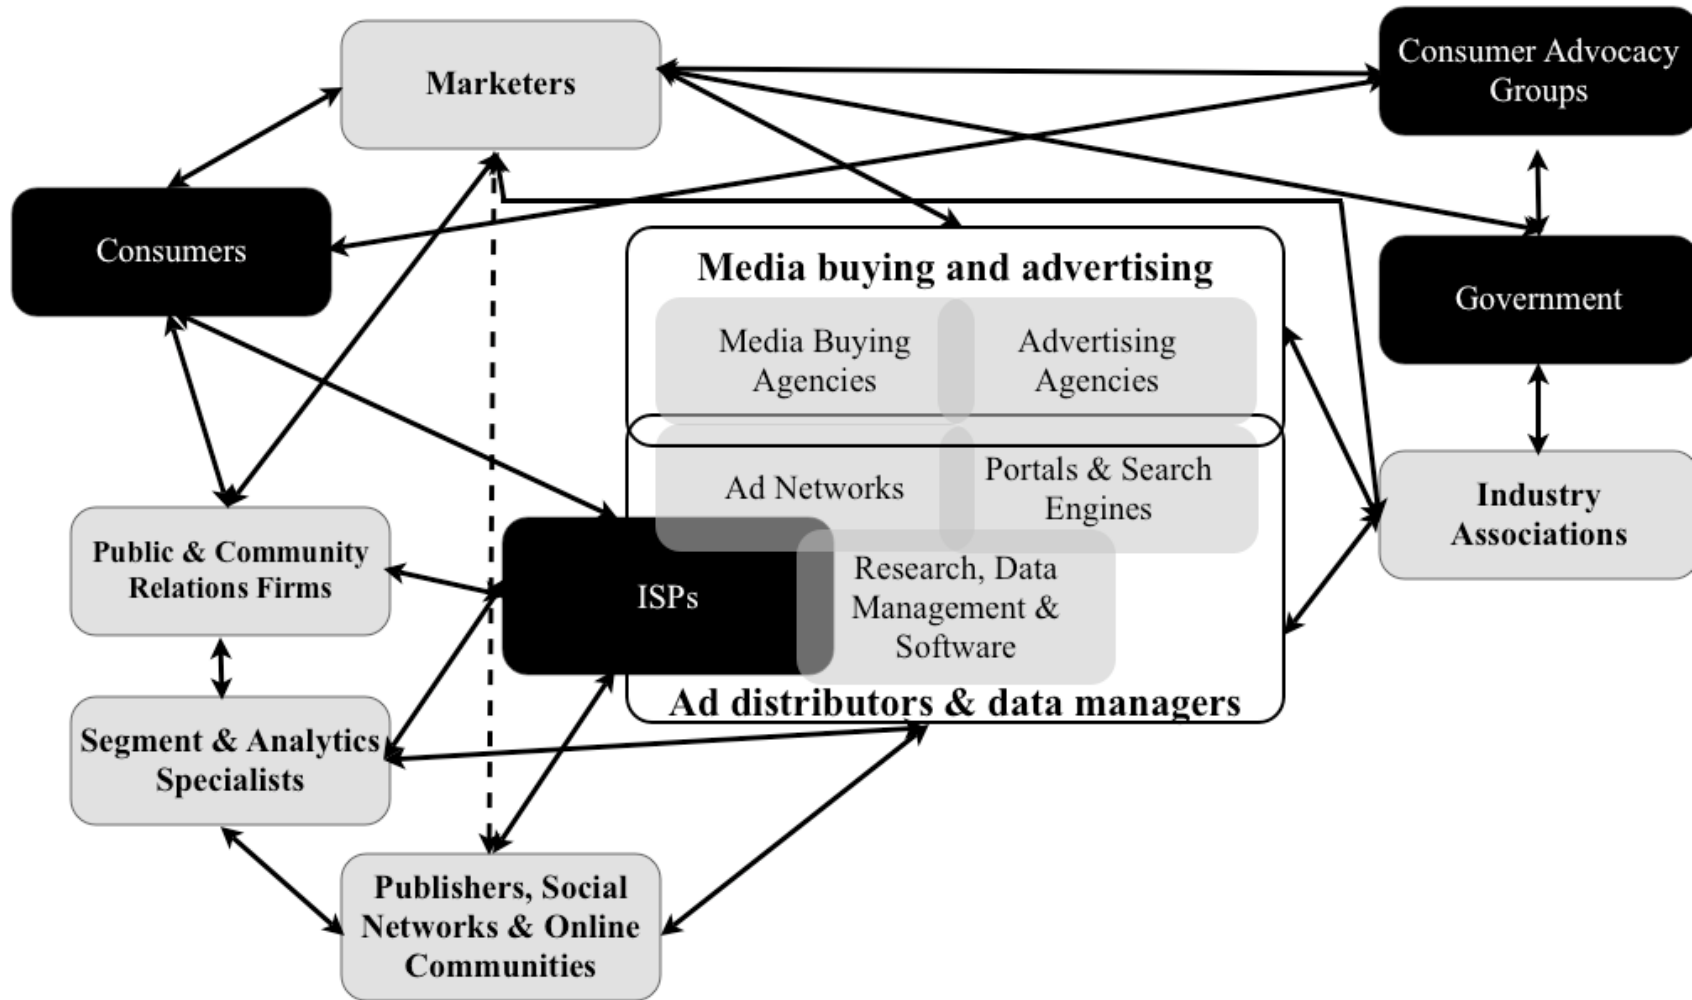 Marketers
Consumer Advocacy
Groups
Consumers
Media buying and advertising
Government
Media Buying
Agencies
Advertising
Agencies
Ad Networks
Portals & Search
Engines
Industry
Associations
Public & Community
Relations Firms
ISPs
Research, Data
Management &
Software
Ad distributors & data managers
Segment & Analytics
Specialists
Publishers, Social
Networks & Online
Communities